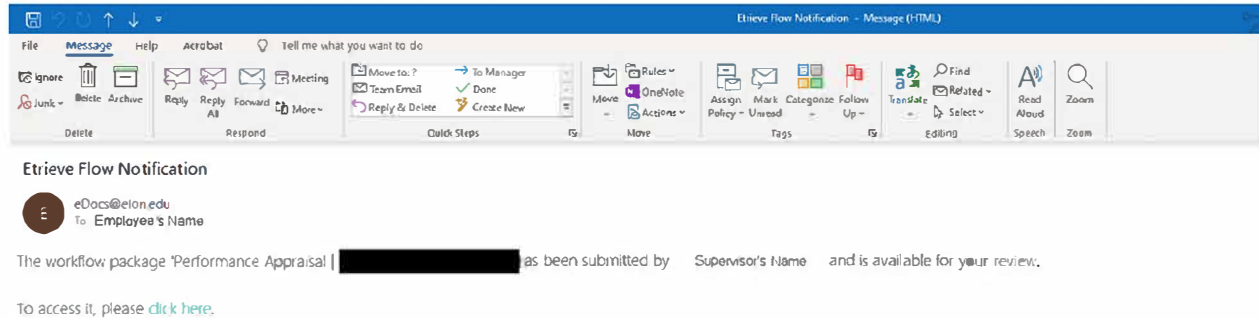 Etrieve Flow Notification - Message (HTML)
File Message Help Acrobat Tell me what you want to do
Ignore
Junk
Delete Archive
Delete
Reply Reply All Forward
Meeting
More
Respond
Move to: ? To Manager
Team Email Done
Reply & Delete Create New
Quick Steps
Move
Rules
OneNote
Actions
Move
Assign Policy Mark Unread Categorize Follow Up
Tags
Translate
Find
Related
Select
Editing
Read Aloud
Speech
Zoom
Zoom
Etrieve Flow Notification
E
eDocs@elon.edu
To Employee's Name
The workflow package 'Performance Appraisal | as been submitted by Supervisor's Name and is available for your review.
To access it, please click here.